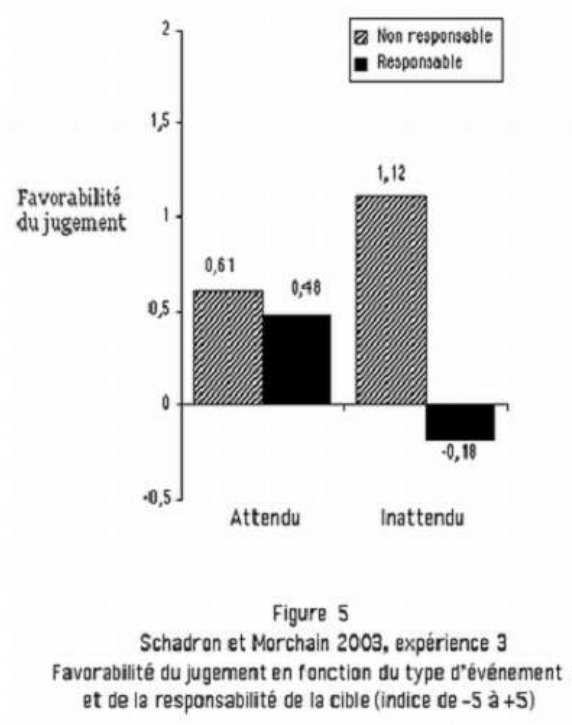 2
Non responsable
Responsable
1,5
1,12
Favorabilité
du jugement
1
0,61
0,48
0,5
0
-0,18
-0,5
Attendu Inattendu
Figure 5
Schadron et Morchain 2003, expérience 3
Favorabilité du jugement en fonction du type d'événement
et de la responsabilité de la cible (indice de -5 à +5)